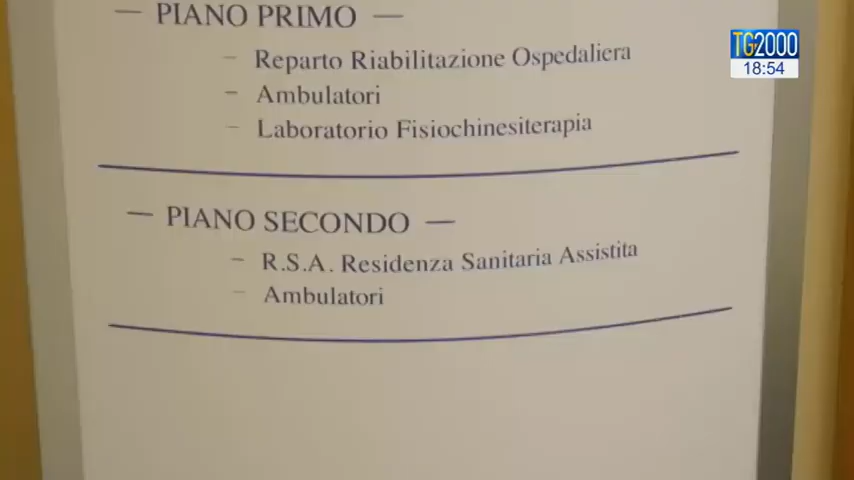 — PIANO PRIMO —
– Reparto Riabilitazione Ospedaliera
– Ambulatori
– Laboratorio Fisiochinesiterapia
— PIANO SECONDO —
– R.S.A. Residenza Sanitaria Assistita
– Ambulatori
TG2000
18:54